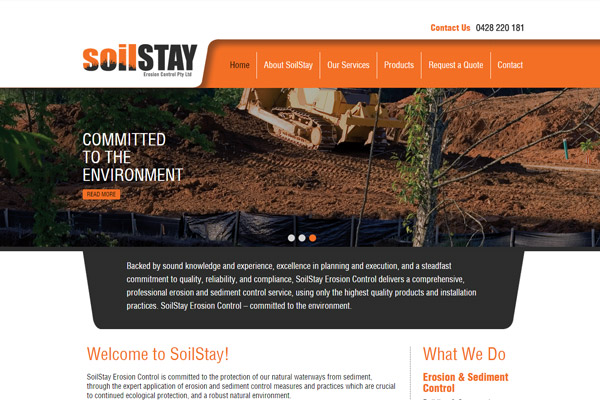 Contact Us 0428 220 181
soilSTAY
Erosion Control Pty Ltd
Home About SoilStay Our Services Products Request a Quote Contact
COMMITTED
TO THE
ENVIRONMENT
READ MORE
Backed by sound knowledge and experience, excellence in planning and execution, and a steadfast
commitment to quality, reliability, and compliance, SoilStay Erosion Control delivers a comprehensive,
professional erosion and sediment control service, using only the highest quality products and installation
practices. SoilStay Erosion Control – committed to the environment.
Welcome to SoilStay!
SoilStay Erosion Control is committed to the protection of our natural waterways from sediment,
through the expert application of erosion and sediment control measures and practices which are crucial
to continued ecological protection, and a robust natural environment.
What We Do
Erosion & Sediment
Control